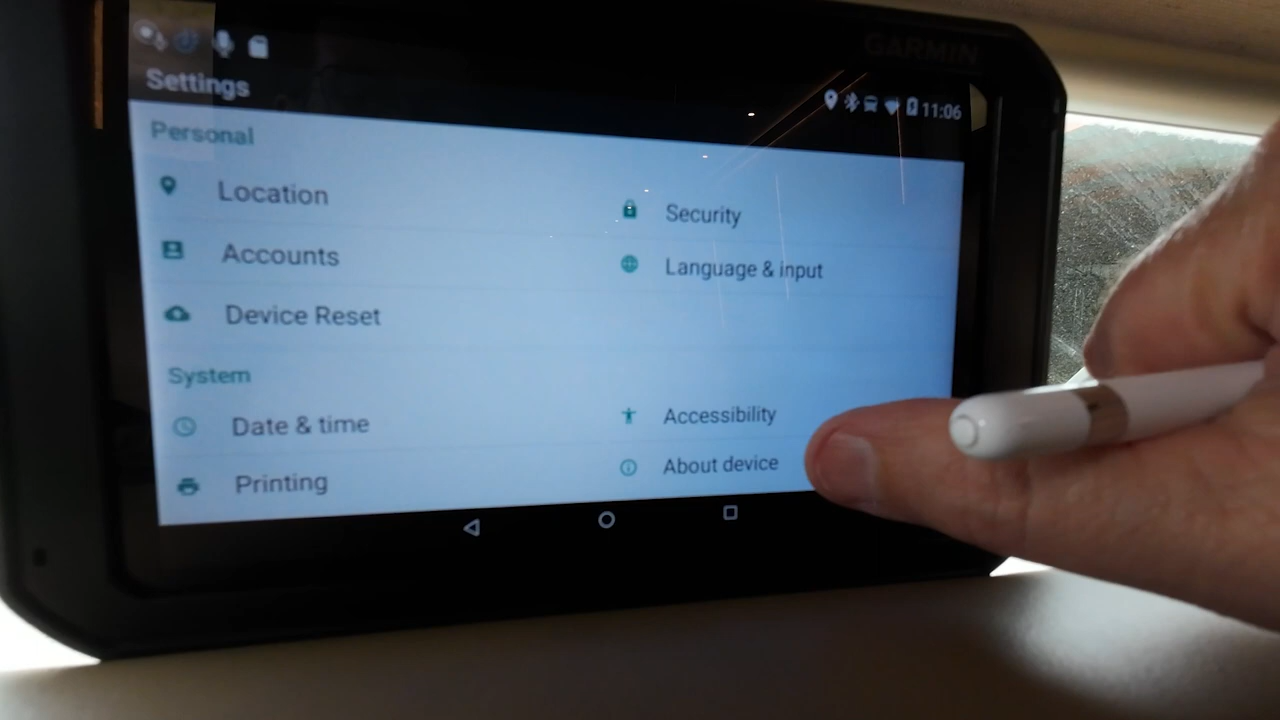 GARMIN
Settings
11:06
Personal
Location
Security
Accounts
Language & input
Device Reset
System
Date & time
Accessibility
Printing
About device